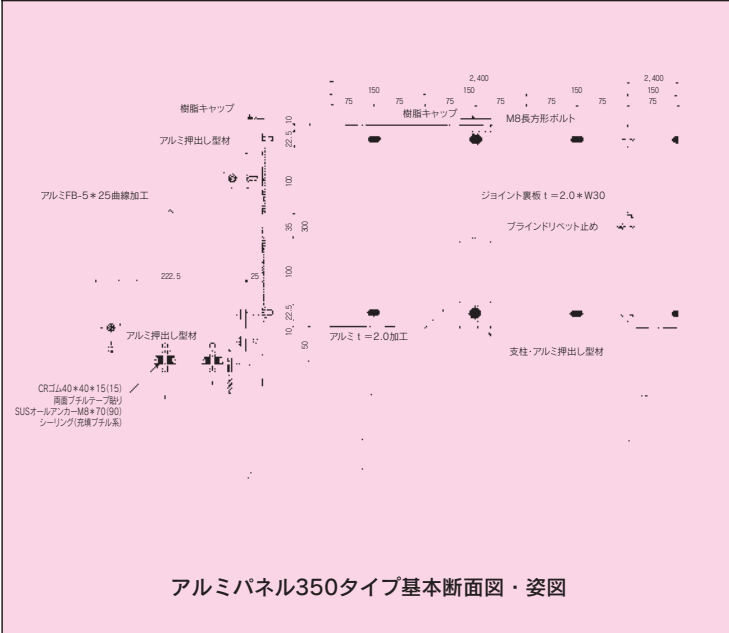 2,400
2,400
150
150
150
150
75
75
75
75
75
75
樹脂キャップ
樹脂キャップ
M8長方形ボルト
10
22.5
アルミ押出し型材
100
アルミFB-5＊25曲線加工
ジョイント裏板 t＝2.0＊W30
35
300
ブラインドリベット止め
222.5
25
100
22.5
10
アルミ押出し型材
アルミ t＝2.0加工
50
支柱・アルミ押出し型材
CRゴム40＊40＊15(15)
両面ブチルテープ貼り
SUSオールアンカーM8＊70(90)
シーリング(充填ブチル系)
アルミパネル350タイプ基本断面図・姿図